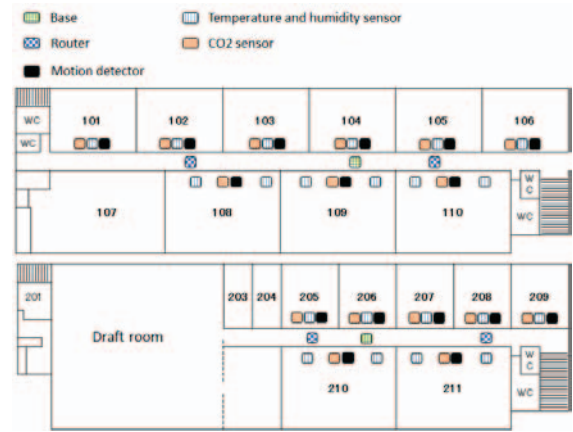 Base
Temperature and humidity sensor
Router
CO2 sensor
Motion detector
WC
101
102
103
104
105
106
WC
107
108
109
110
W
C
WC
201
203
204
205
206
207
208
209
Draft room
210
211
W
C
WC